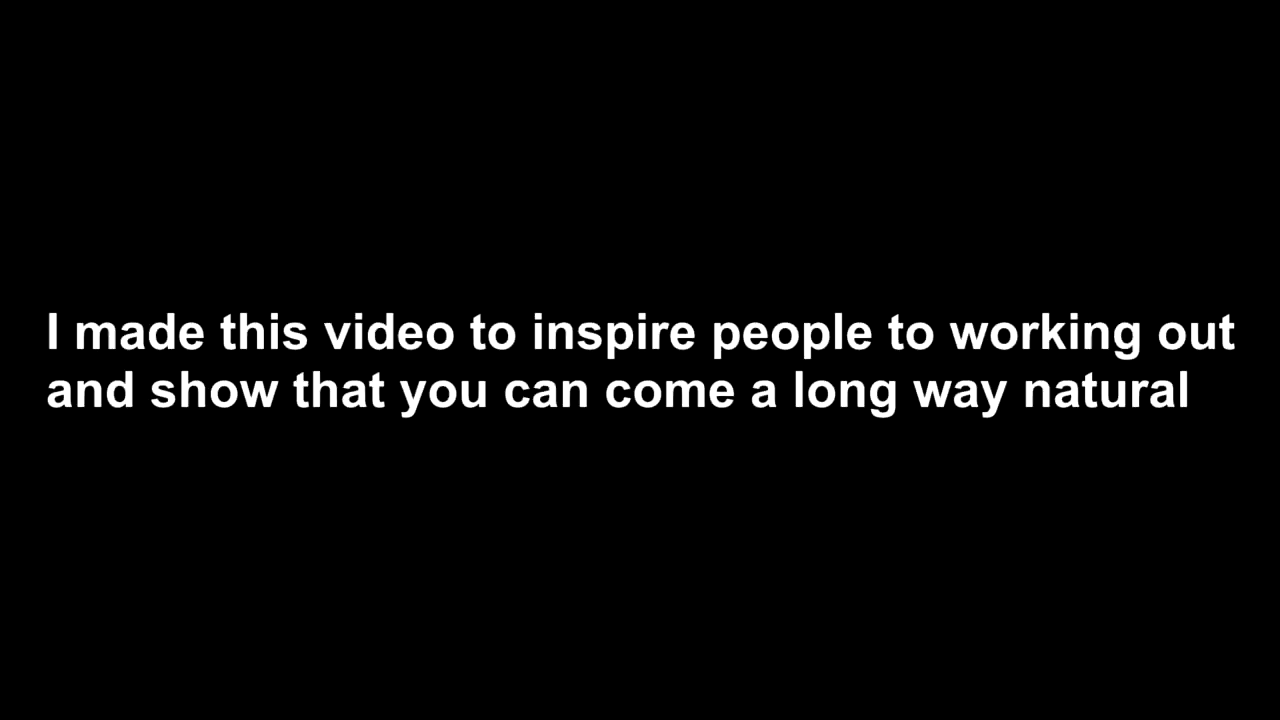 I made this video to inspire people to working out
and show that you can come a long way natural